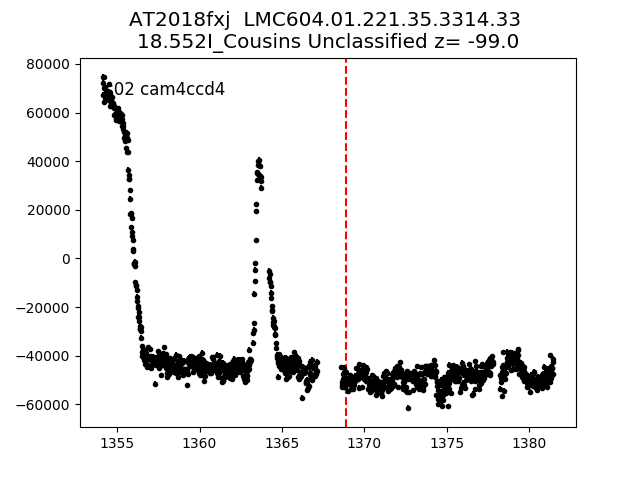 AT2018fxj LMC604.01.221.35.3314.33
18.552I_Cousins Unclassified z= -99.0
02 cam4ccd4
80000
60000
40000
20000
0
−20000
−40000
−60000
1355 1360 1365 1370 1375 1380